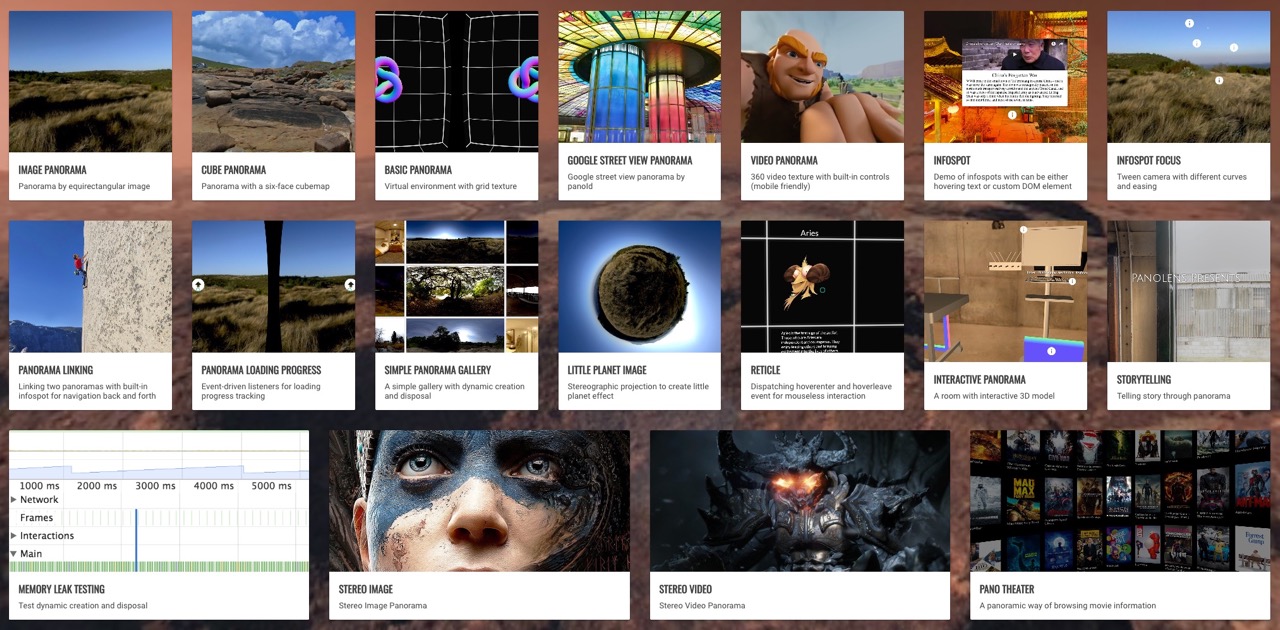 IMAGE PANORAMA
Panorama by equirectangular image
CUBE PANORAMA
Panorama with a six-face cubemap
BASIC PANORAMA
Virtual environment with grid texture
GOOGLE STREET VIEW PANORAMA
Google street view panorama by
panoId
VIDEO PANORAMA
360 video texture with built-in controls
(mobile friendly)
China's Forgotten War
INFOSPOT
Demo of infospots with can be either
hovering text or custom DOM element
INFOSPOT FOCUS
Tween camera with different curves
and easing
PANORAMA LINKING
Linking two panoramas with built-in
infospot for navigation back and forth
PANORAMA LOADING PROGRESS
Event-driven listeners for loading
progress tracking
SIMPLE PANORAMA GALLERY
A simple gallery with dynamic creation
and disposal
LITTLE PLANET IMAGE
Stereographic projection to create little
planet effect
Aries
RETICLE
Dispatching hoverenter and hoverleave
event for mouseless interaction
INTERACTIVE PANORAMA
A room with interactive 3D model
PANOLENS PRESENTS
STORYTELLING
Telling story through panorama
1000 ms 2000 ms 3000 ms 4000 ms 5000 ms
Network
Frames
Interactions
Main
MEMORY LEAK TESTING
Test dynamic creation and disposal
STEREO IMAGE
Stereo Image Panorama
STEREO VIDEO
Stereo Video Panorama
MAD
MAX
Forrest
Gump
PANO THEATER
A panoramic way of browsing movie information